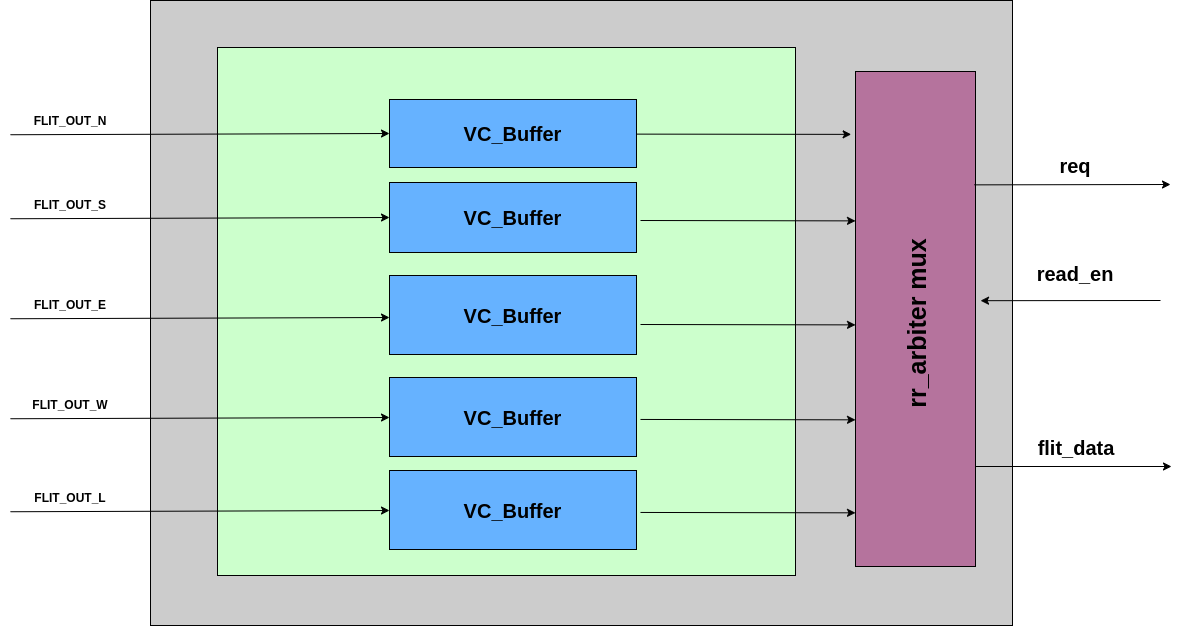 FLIT_OUT_N
VC_Buffer
req
FLIT_OUT_S
VC_Buffer
read_en
FLIT_OUT_E
VC_Buffer
rr_arbiter mux
FLIT_OUT_W
VC_Buffer
flit_data
FLIT_OUT_L
VC_Buffer